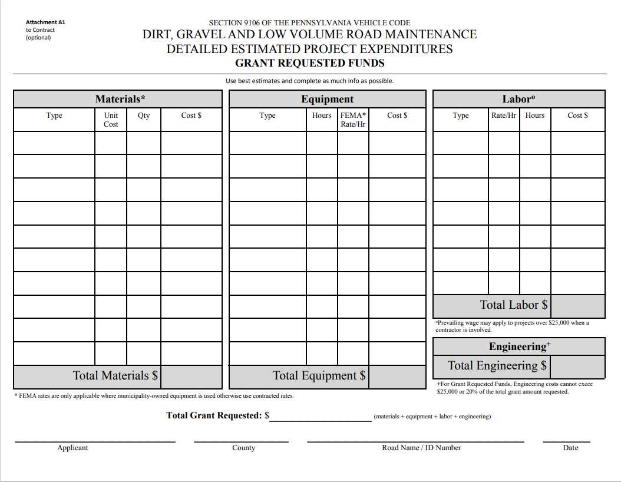 Attachment A1
to Contract
(optional)
SECTION 9106 OF THE PENNSYLVANIA VEHICLE CODE
DIRT, GRAVEL AND LOW VOLUME ROAD MAINTENANCE
DETAILED ESTIMATED PROJECT EXPENDITURES
GRANT REQUESTED FUNDS
Use best estimates and complete as much info as possible.
Materials*
Type Unit Cost Qty Cost $
Total Materials $
Equipment
Type Hours FEMA* Rate/Hr Cost $
Total Equipment $
Laborº
Type Rate/Hr Hours Cost $
Total Labor $
ºPrevailing wage may apply to projects over $25,000 when a
contractor is involved.
Engineering⁺
Total Engineering $
+For Grant Requested Funds, Engineering costs cannot excee
$25,000 or 20% of the total grant amount requested.
* FEMA rates are only applicable where municipality-owned equipment is used otherwise use contracted rates.
Total Grant Requested: $ (materials + equipment + labor + engineering)
Applicant County Road Name / ID Number Date